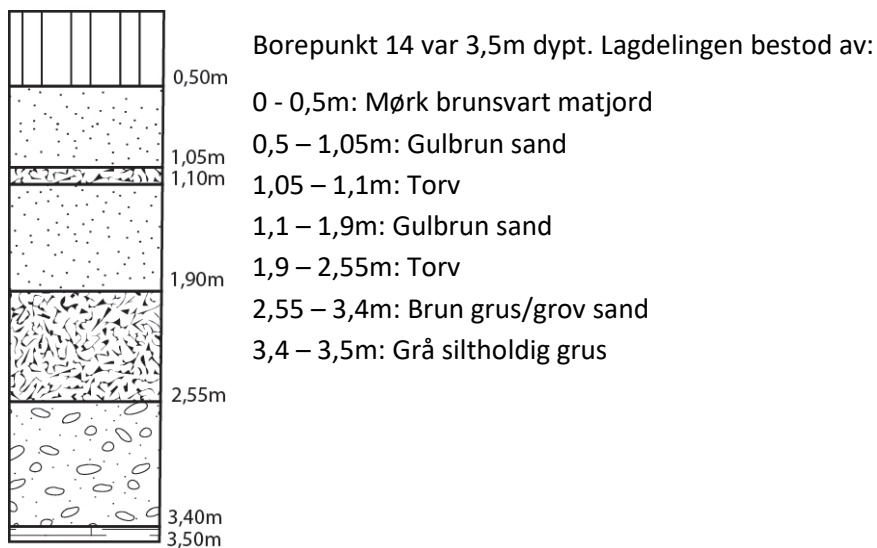 Borepunkt 14 var 3,5m dypt. Lagdelingen bestod av:
0,50m
0 - 0,5m: Mørk brunsvart matjord
0,5 – 1,05m: Gulbrun sand
1,05m
1,05 – 1,1m: Torv
1,10m
1,1 – 1,9m: Gulbrun sand
1,90m
1,9 – 2,55m: Torv
2,55 – 3,4m: Brun grus/grov sand
3,4 – 3,5m: Grå siltholdig grus
2,55m
3,40m
3,50m